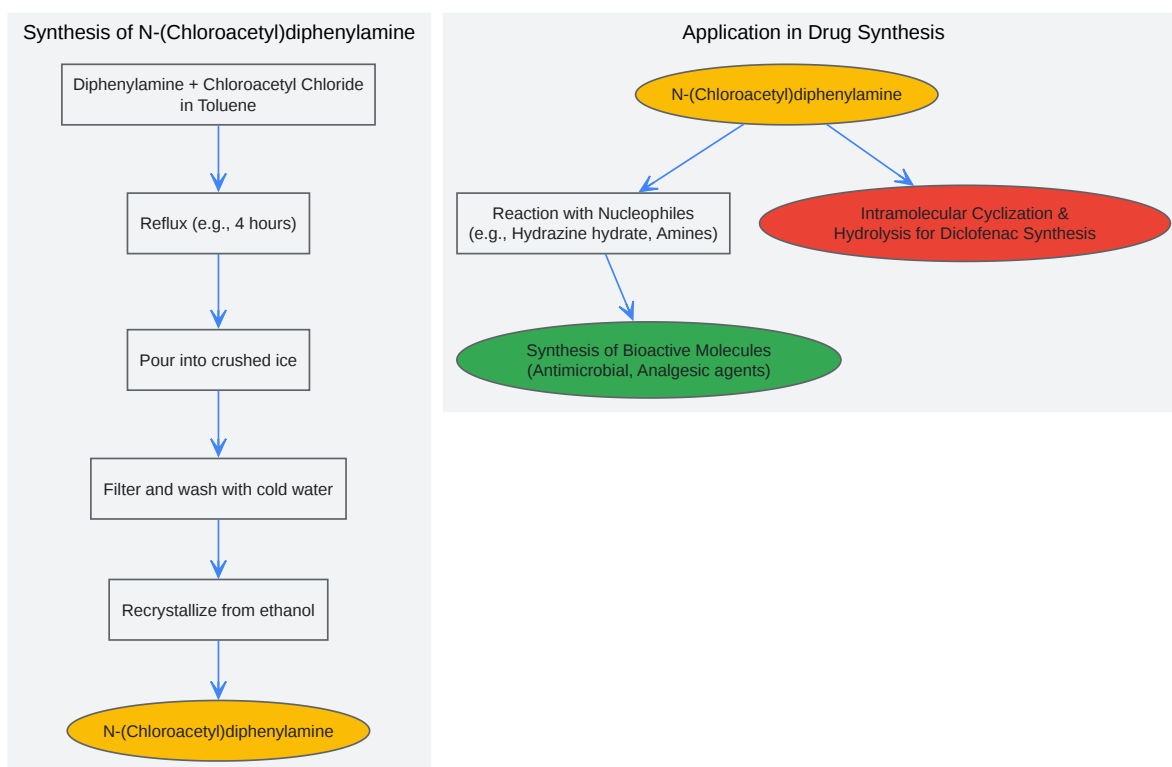 Synthesis of N-(Chloroacetyl)diphenylamine
Diphenylamine + Chloroacetyl Chloride
in Toluene
Reflux (e.g., 4 hours)
Pour into crushed ice
Filter and wash with cold water
Recrystallize from ethanol
N-(Chloroacetyl)diphenylamine
Application in Drug Synthesis
N-(Chloroacetyl)diphenylamine
Reaction with Nucleophiles
(e.g., Hydrazine hydrate, Amines)
Intramolecular Cyclization &
Hydrolysis for Diclofenac Synthesis
Synthesis of Bioactive Molecules
(Antimicrobial, Analgesic agents)